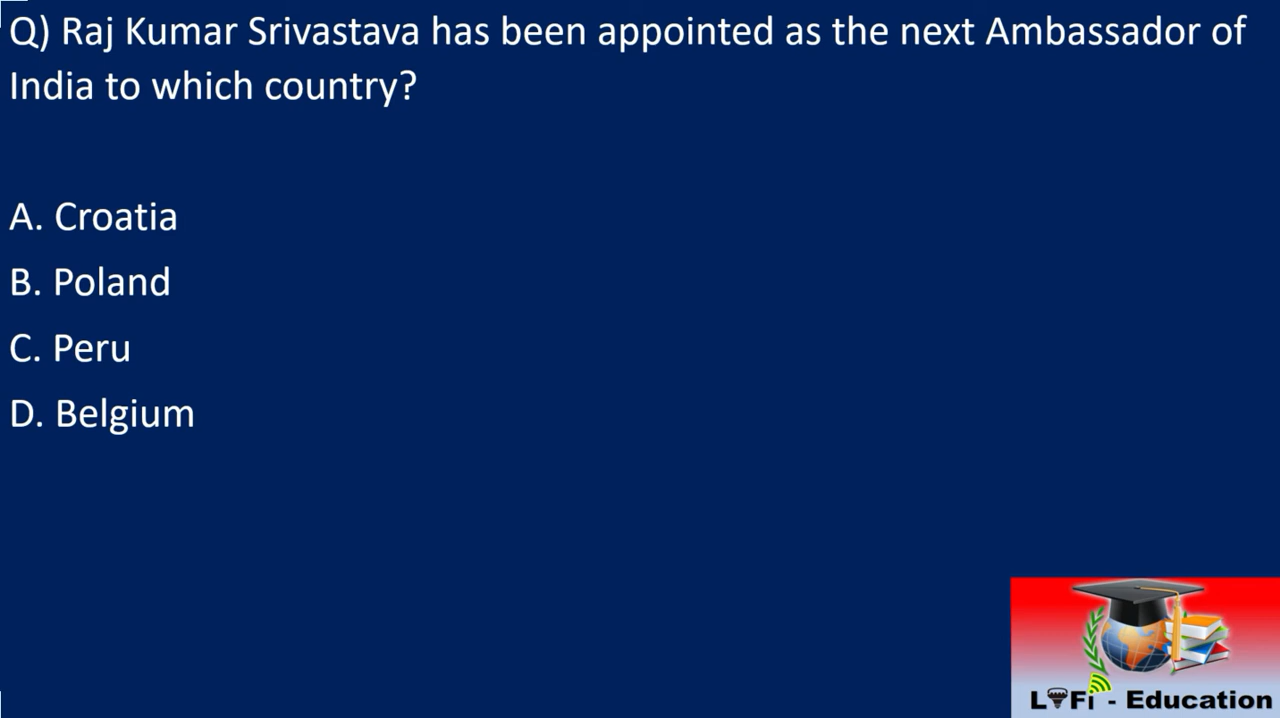 Q) Raj Kumar Srivastava has been appointed as the next Ambassador of
India to which country?
A. Croatia
B. Poland
C. Peru
D. Belgium
LiFi - Education